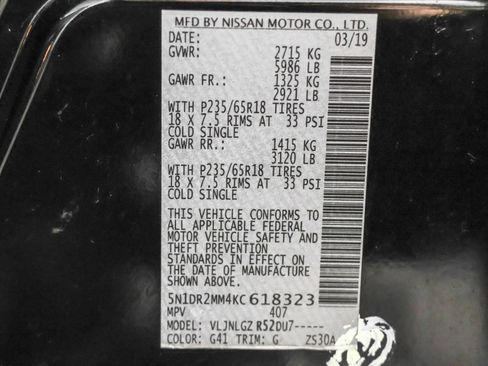 MFD BY NISSAN MOTOR CO., LTD.
DATE: 03/19
GVWR: 2715 KG
5986 LB
GAWR FR.: 1325 KG
2921 LB
WITH P235/65R18 TIRES
18 X 7.5 RIMS AT 33 PSI
COLD SINGLE
GAWR RR.: 1415 KG
3120 LB
WITH P235/65R18 TIRES
18 X 7.5 RIMS AT 33 PSI
COLD SINGLE
THIS VEHICLE CONFORMS TO
ALL APPLICABLE FEDERAL
MOTOR VEHICLE SAFETY AND
THEFT PREVENTION
STANDARDS IN EFFECT ON
THE DATE OF MANUFACTURE
SHOWN ABOVE.
5N1DR2MM4KC618323
MPV 407
MODEL: VLJNLGZ R52DU7-----
COLOR: G41 TRIM: G ZS30A